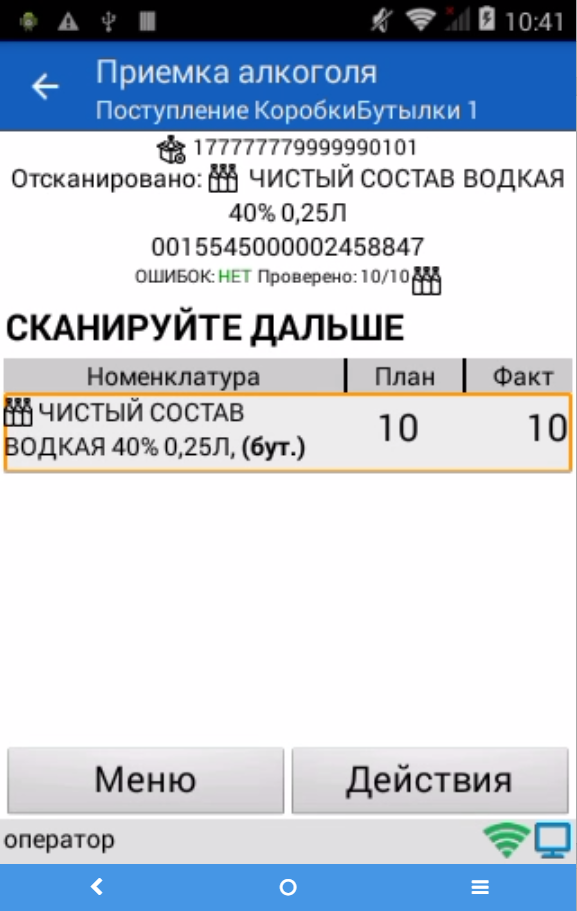 10:41
Приемка алкоголя
Поступление КоробкиБутылки 1
177777779999990101
Отсканировано: ЧИСТЫЙ СОСТАВ ВОДКАЯ
40% 0,25Л
0015545000002458847
ОШИБОК: НЕТ Проверено: 10/10
СКАНИРУЙТЕ ДАЛЬШЕ
Номенклатура План Факт
ЧИСТЫЙ СОСТАВ
ВОДКАЯ 40% 0,25Л, (бут.) 10 10
Меню Действия
оператор